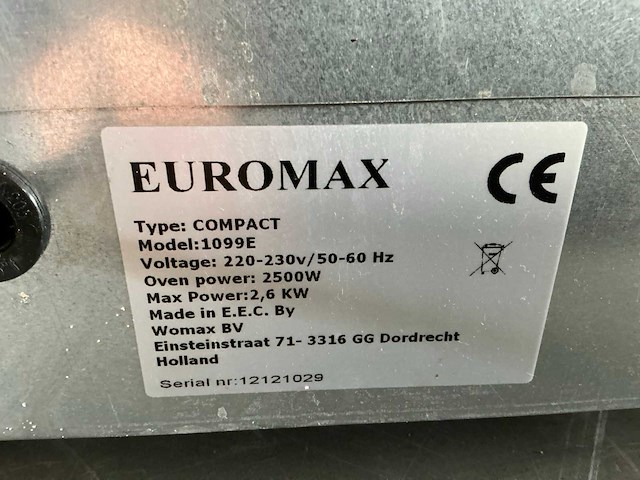 EUROMAX
CE
Type: COMPACT
Model:1099E
Voltage: 220-230v/50-60 Hz
Oven power: 2500W
Max Power:2,6 KW
Made in E.E.C. By
Womax BV
Einsteinstraat 71- 3316 GG Dordrecht
Holland
Serial nr:12121029